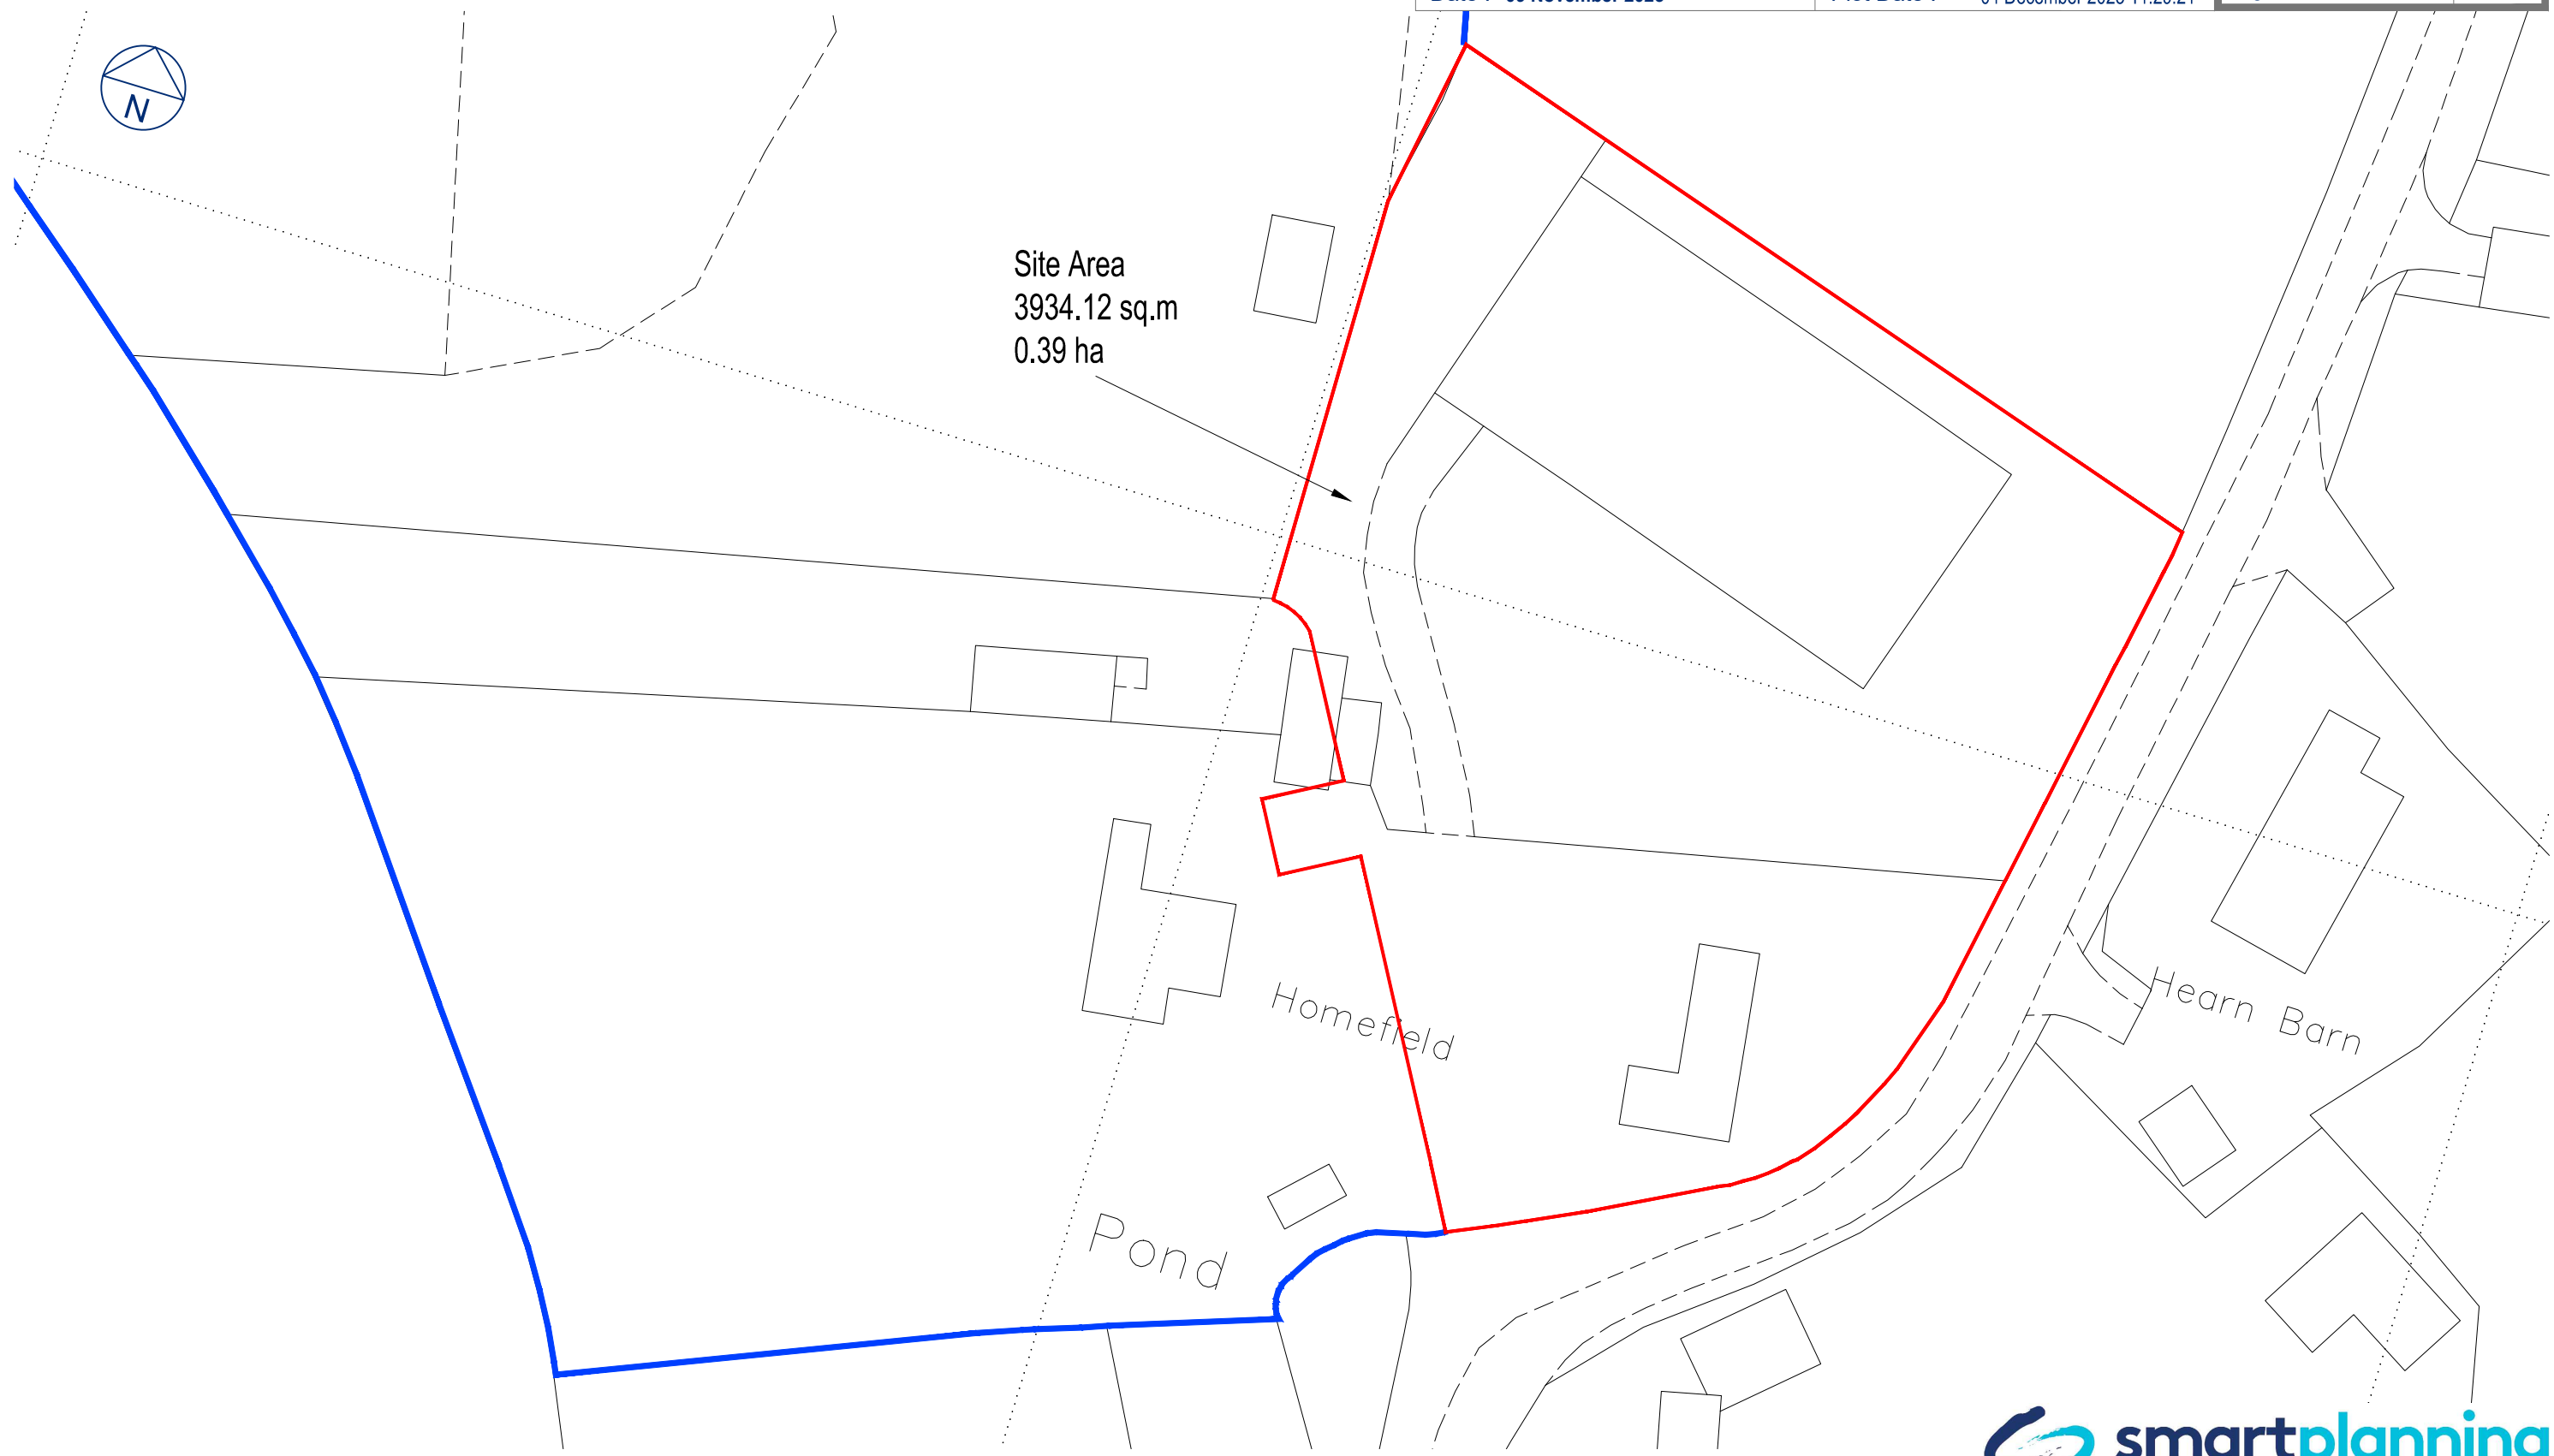 N
Site Area
3934.12 sq.m
0.39 ha
Homefield
Hearn Barn
Pond
smartplanning